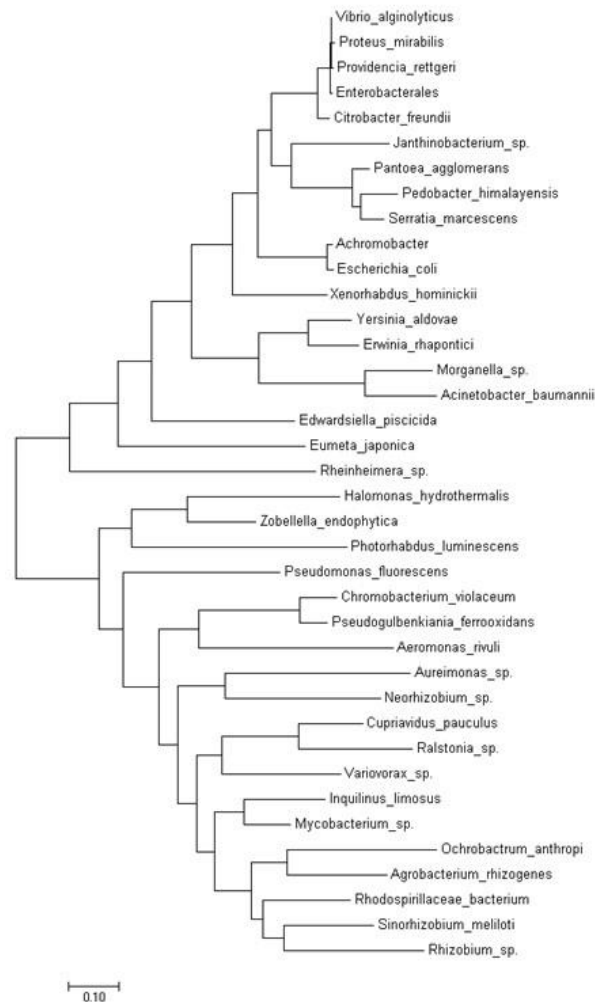 Vibrio_alginolyticus
Proteus_mirabilis
Providencia_rettgeri
Enterobacterales
Citrobacter_freundii
Janthinobacterium_sp.
Pantoea_agglomerans
Pedobacter_himalayensis
Serratia_marcescens
Achromobacter
Escherichia_coli
Xenorhabdus_hominickii
Yersinia_aldovae
Erwinia_rhapontici
Morganella_sp.
Acinetobacter_baumannii
Edwardsiella_piscicida
Eumeta_japonica
Rheinheimera_sp.
Halomonas_hydrothermalis
Zobellella_endophytica
Photorhabdus_luminescens
Pseudomonas_fluorescens
Chromobacterium_violaceum
Pseudogulbenkiania_ferrooxidans
Aeromonas_rivuli
Aureimonas_sp.
Neorhizobium_sp.
Cupriavidus_pauculus
Ralstonia_sp.
Variovorax_sp.
Inquilinus_limosus
Mycobacterium_sp.
Ochrobactrum_anthropi
Agrobacterium_rhizogenes
Rhodospirillaceae_bacterium
Sinorhizobium_meliloti
Rhizobium_sp.
0.10